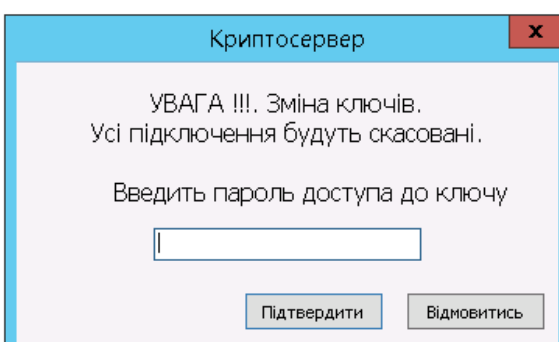 Криптосервер
x
УВАГА !!!. Зміна ключів.
Усі підключення будуть скасовані.
Введить пароль доступа до ключу
Підтвердити
Відмовитись